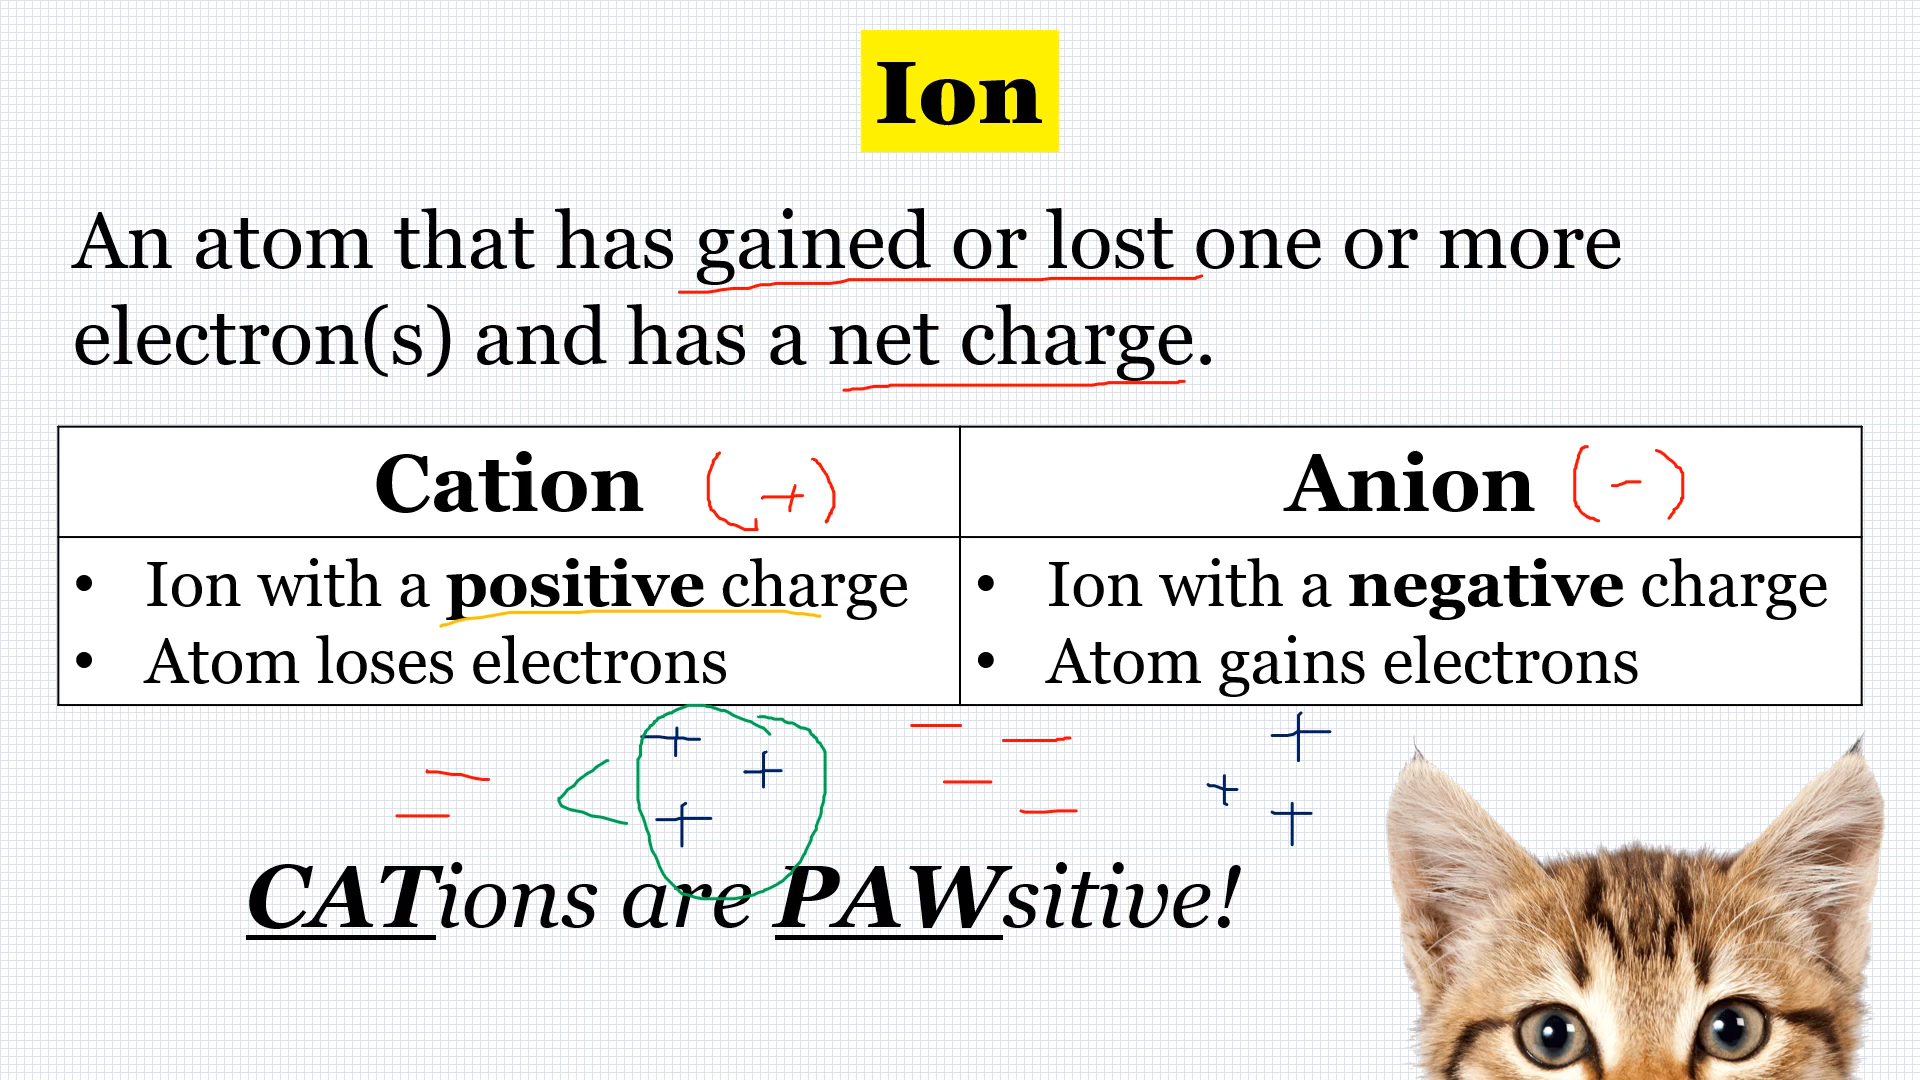 Ion
An atom that has gained or lost one or more
electron(s) and has a net charge.
Cation (+)
Anion (-)
• Ion with a positive charge
• Atom loses electrons
• Ion with a negative charge
• Atom gains electrons
+ - -
- + - +
- + - +
< + - +
CATions are PAWsitive!